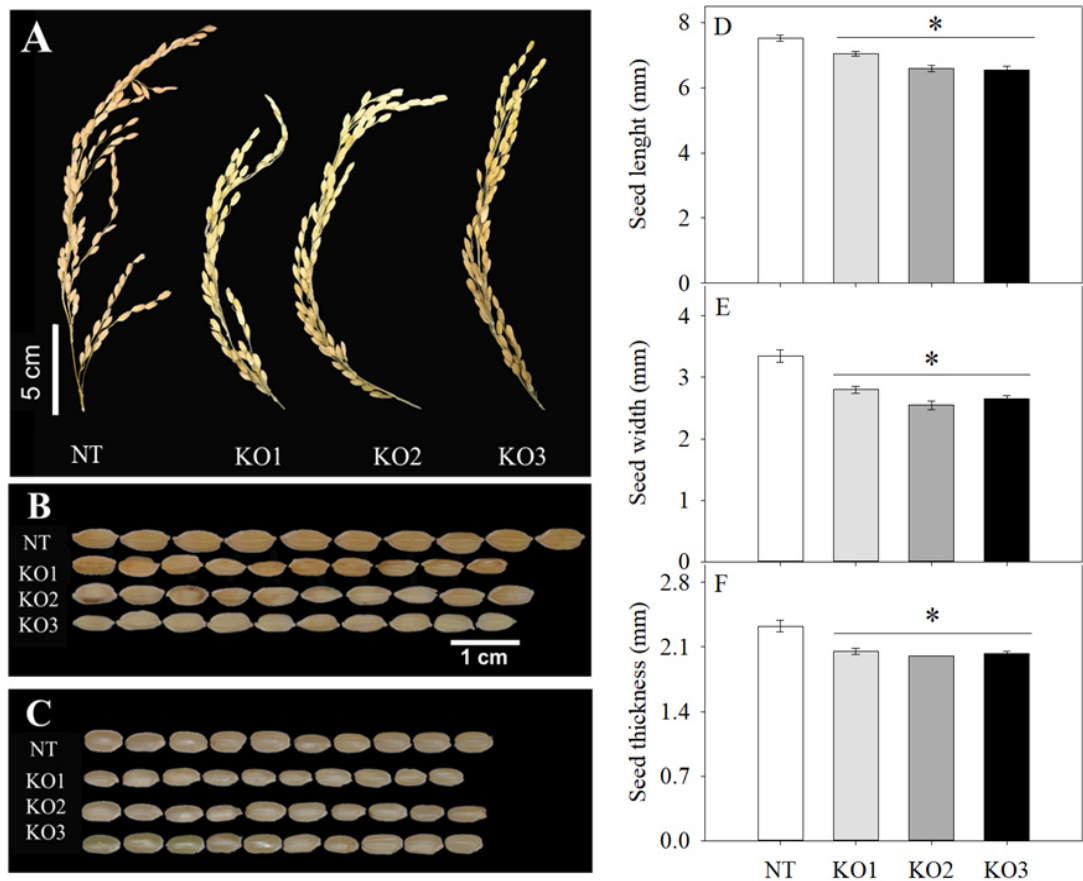 A
5 cm
NT KO1 KO2 KO3
B
NT
KO1
KO2
KO3
1 cm
C
NT
KO1
KO2
KO3
D
*
Seed lenght (mm)
8
6
4
2
0
E
*
Seed width (mm)
4
3
2
1
0
F
*
Seed thickness (mm)
2.8
2.1
1.4
0.7
0.0
NT KO1 KO2 KO3